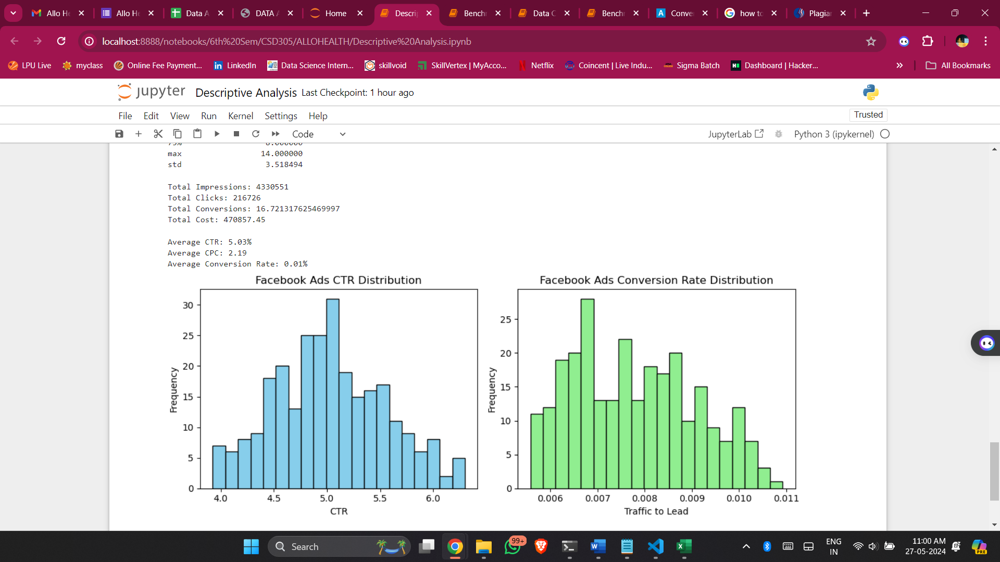 Allo He
Allo He
Data A
DATA A
Home
Descrip
Benchm
Data C
Benchm
Conver
how to
Plagiar
localhost:8888/notebooks/6th%20Sem/CSD305/ALLOHEALTH/Descriptive%20Analysis.ipynb
LPU Live
myclass
Online Fee Payment...
LinkedIn
Data Science Intern...
skillvoid
SkillVertex | MyAcco...
Netflix
Coincent | Live Indu...
Sigma Batch
Dashboard | Hacker...
All Bookmarks
jupyter Descriptive Analysis Last Checkpoint: 1 hour ago
File Edit View Run Kernel Settings Help
Trusted
Code
JupyterLab
Python 3 (ipykernel)
75% 8.000000
max 14.000000
std 3.518494
Total Impressions: 4330551
Total Clicks: 216726
Total Conversions: 16.721317625469997
Total Cost: 470857.45
Average CTR: 5.03%
Average CPC: 2.19
Average Conversion Rate: 0.01%
Facebook Ads CTR Distribution
30
25
20
15
10
5
0
Frequency
4.0 4.5 5.0 5.5 6.0
CTR
Facebook Ads Conversion Rate Distribution
25
20
15
10
5
0
Frequency
0.006 0.007 0.008 0.009 0.010 0.011
Traffic to Lead
Search
99+
ENG
IN
11:00 AM
27-05-2024
PRE